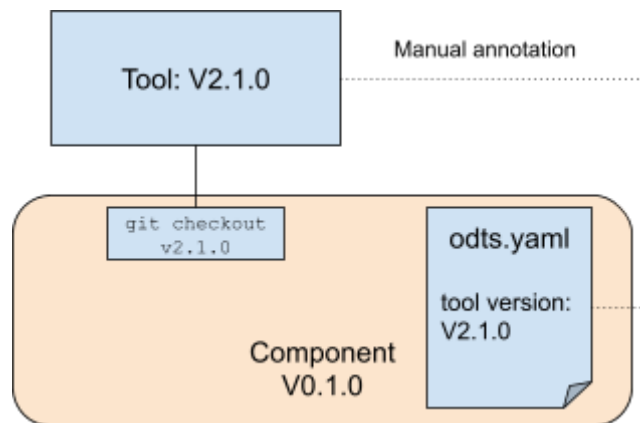 Tool: V2.1.0
Manual annotation
git checkout
v2.1.0
odts.yaml
tool version:
V2.1.0
Component
V0.1.0